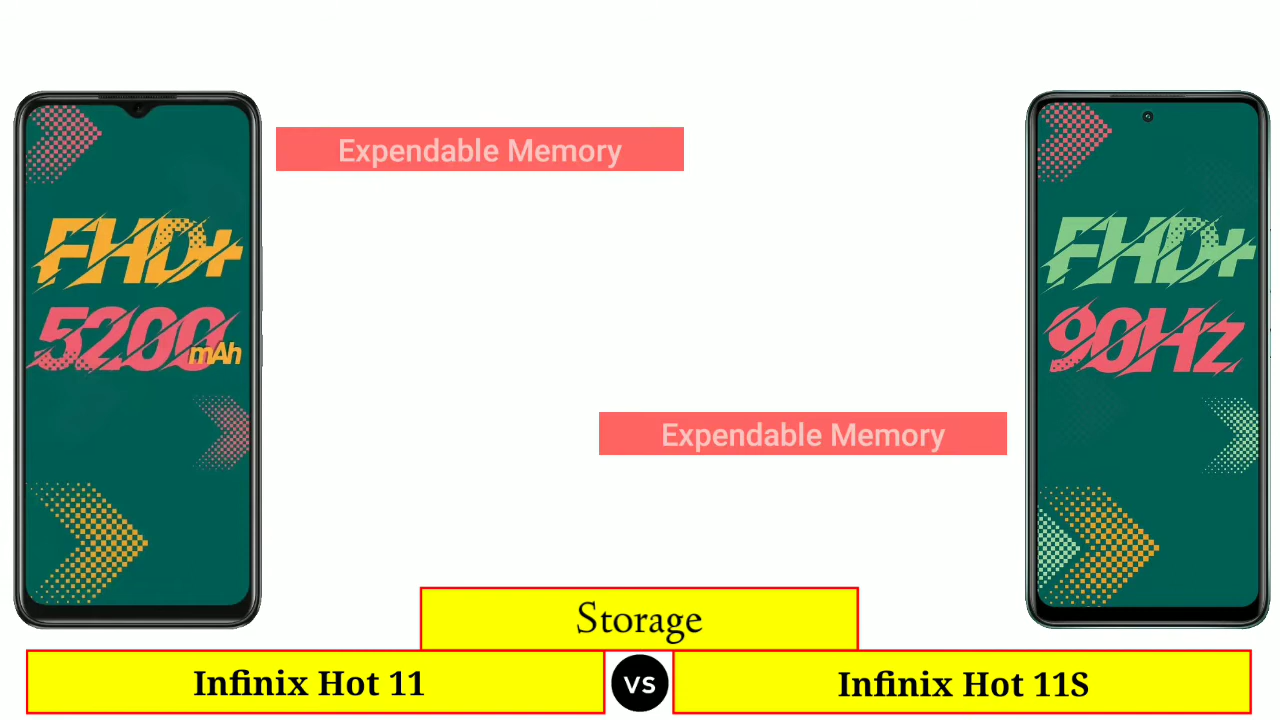 Expendable Memory
FHD+
5200mAh
FHD+
90Hz
Expendable Memory
Storage
Infinix Hot 11
VS
Infinix Hot 11S